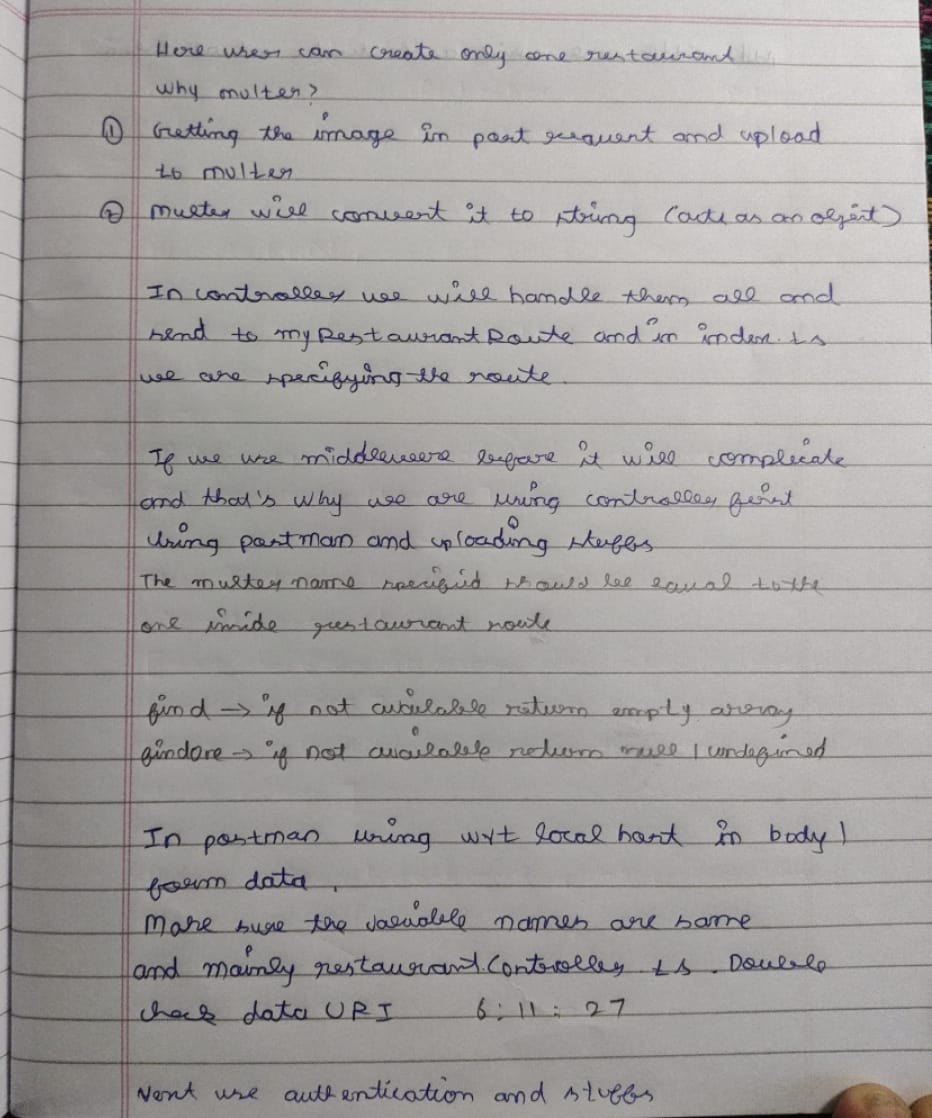 Here user can create only one restaurant
Why multer?
① Getting the image in post request and upload
to multer
② multer will convert it to string (acts as an object)
In controller we will handle them all and
send to myRestaurantRoute and in index.ts
we are specifying the route.
If we use middleware before it will complicate
and that's why we are using controller first
Using postman and uploading stuffs
The multer name specified should be equal to the
one inside restaurant route
find → if not available return empty array
findone → if not available return null / undefined
In postman using wrt local host in body /
form data.
Make sure the variable names are same
and mainly restaurant.Controller ts. Double
check data URI 6:11:27
Next use authentication and stuffs